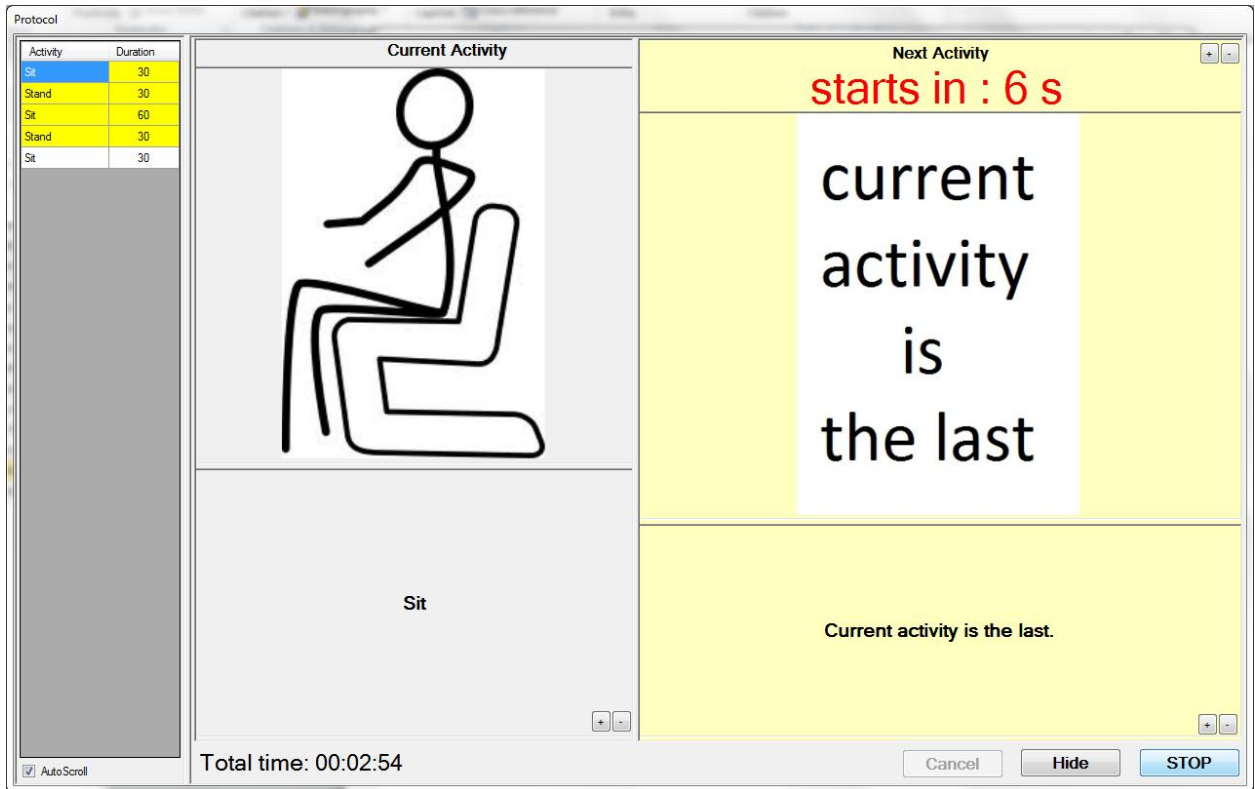 Protocol
Activity Duration
Sit 30
Stand 30
Sit 60
Stand 30
Sit 30
AutoScroll
Current Activity
Sit
+ -
Total time: 00:02:54
Next Activity
+ -
starts in : 6 s
current
activity
is
the last
Current activity is the last.
+ -
Cancel Hide STOP